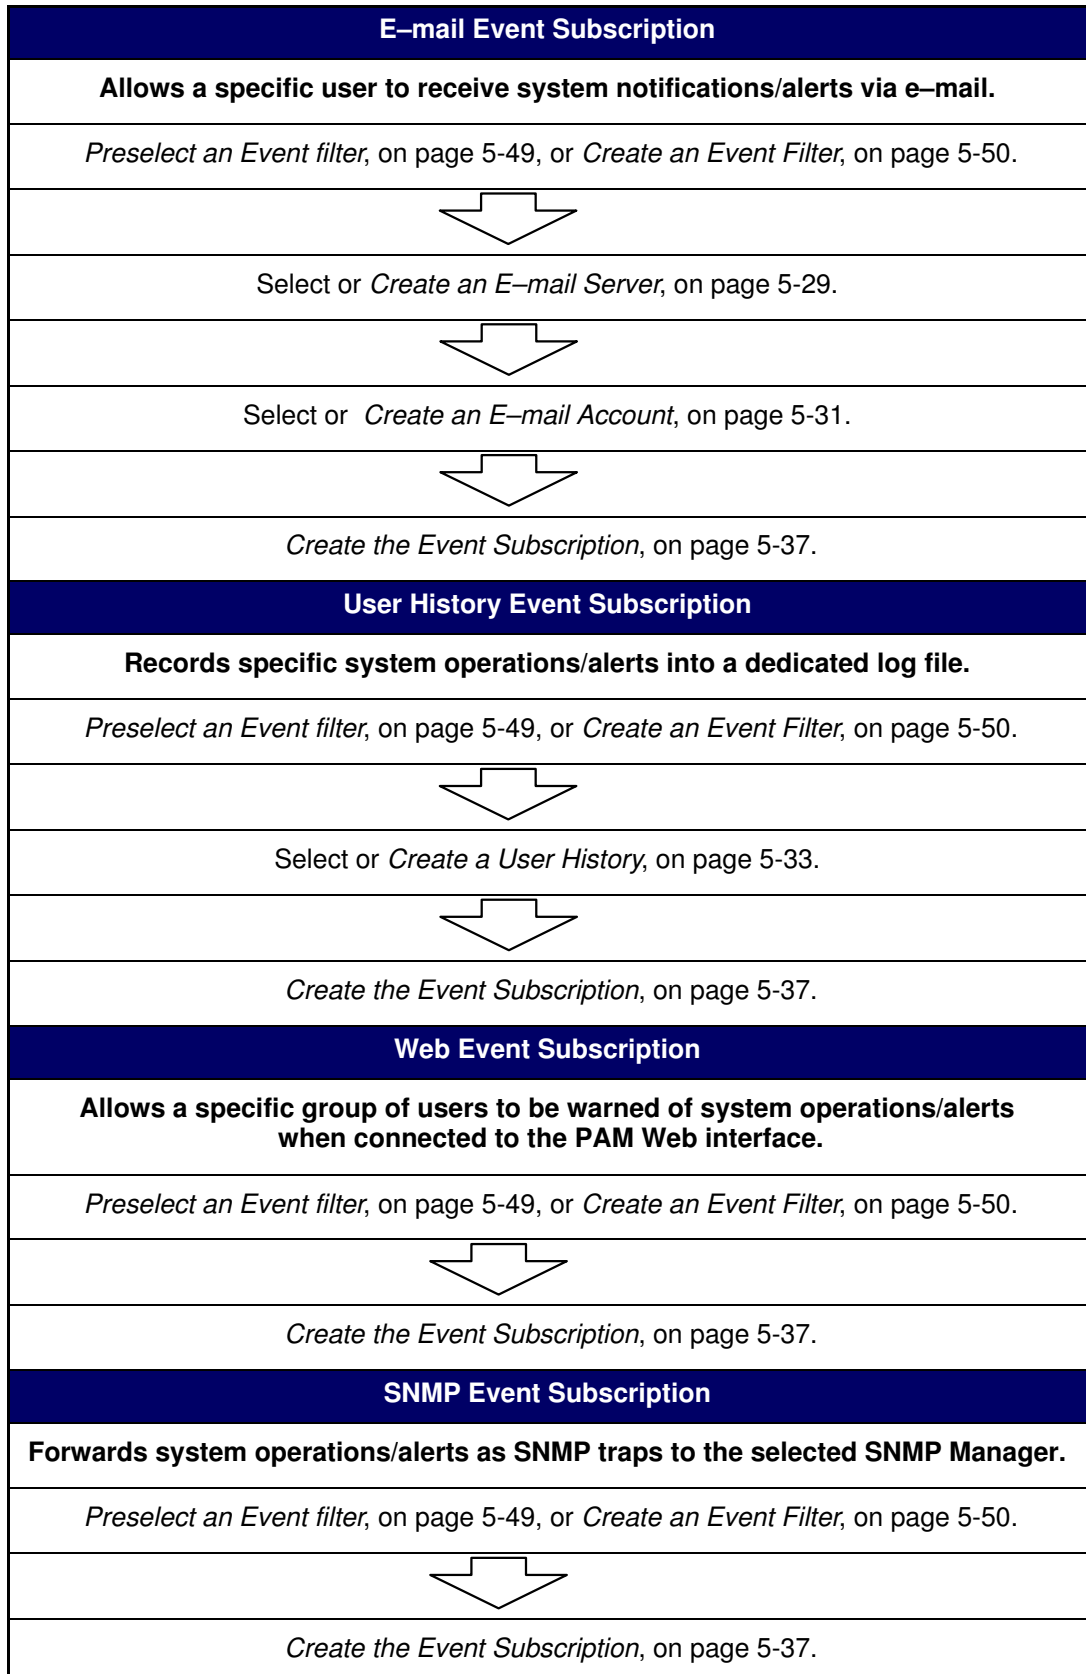 E–mail Event Subscription
Allows a specific user to receive system notifications/alerts via e–mail.
Preselect an Event filter, on page 5-49, or Create an Event Filter, on page 5-50.
Select or Create an E–mail Server, on page 5-29.
Select or Create an E–mail Account, on page 5-31.
Create the Event Subscription, on page 5-37.
User History Event Subscription
Records specific system operations/alerts into a dedicated log file.
Preselect an Event filter, on page 5-49, or Create an Event Filter, on page 5-50.
Select or Create a User History, on page 5-33.
Create the Event Subscription, on page 5-37.
Web Event Subscription
Allows a specific group of users to be warned of system operations/alerts
when connected to the PAM Web interface.
Preselect an Event filter, on page 5-49, or Create an Event Filter, on page 5-50.
Create the Event Subscription, on page 5-37.
SNMP Event Subscription
Forwards system operations/alerts as SNMP traps to the selected SNMP Manager.
Preselect an Event filter, on page 5-49, or Create an Event Filter, on page 5-50.
Create the Event Subscription, on page 5-37.